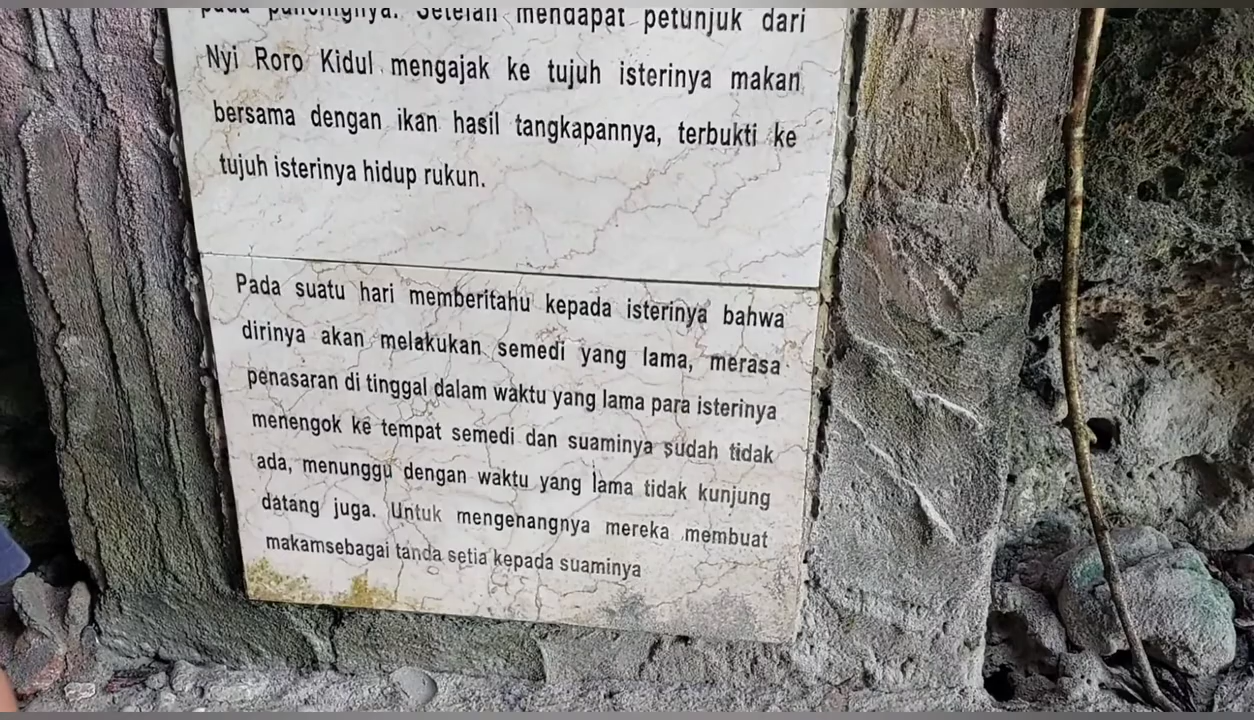 pada pancingnya. Setelah mendapat petunjuk dari
Nyi Roro Kidul mengajak ke tujuh isterinya makan
bersama dengan ikan hasil tangkapannya, terbukti ke
tujuh isterinya hidup rukun.
Pada suatu hari memberitahu kepada isterinya bahwa
dirinya akan melakukan semedi yang lama, merasa
penasaran di tinggal dalam waktu yang lama para isterinya
menengok ke tempat semedi dan suaminya sudah tidak
ada, menunggu dengan waktu yang lama tidak kunjung
datang juga. Untuk mengenangnya mereka membuat
makamsebagai tanda setia kepada suaminya